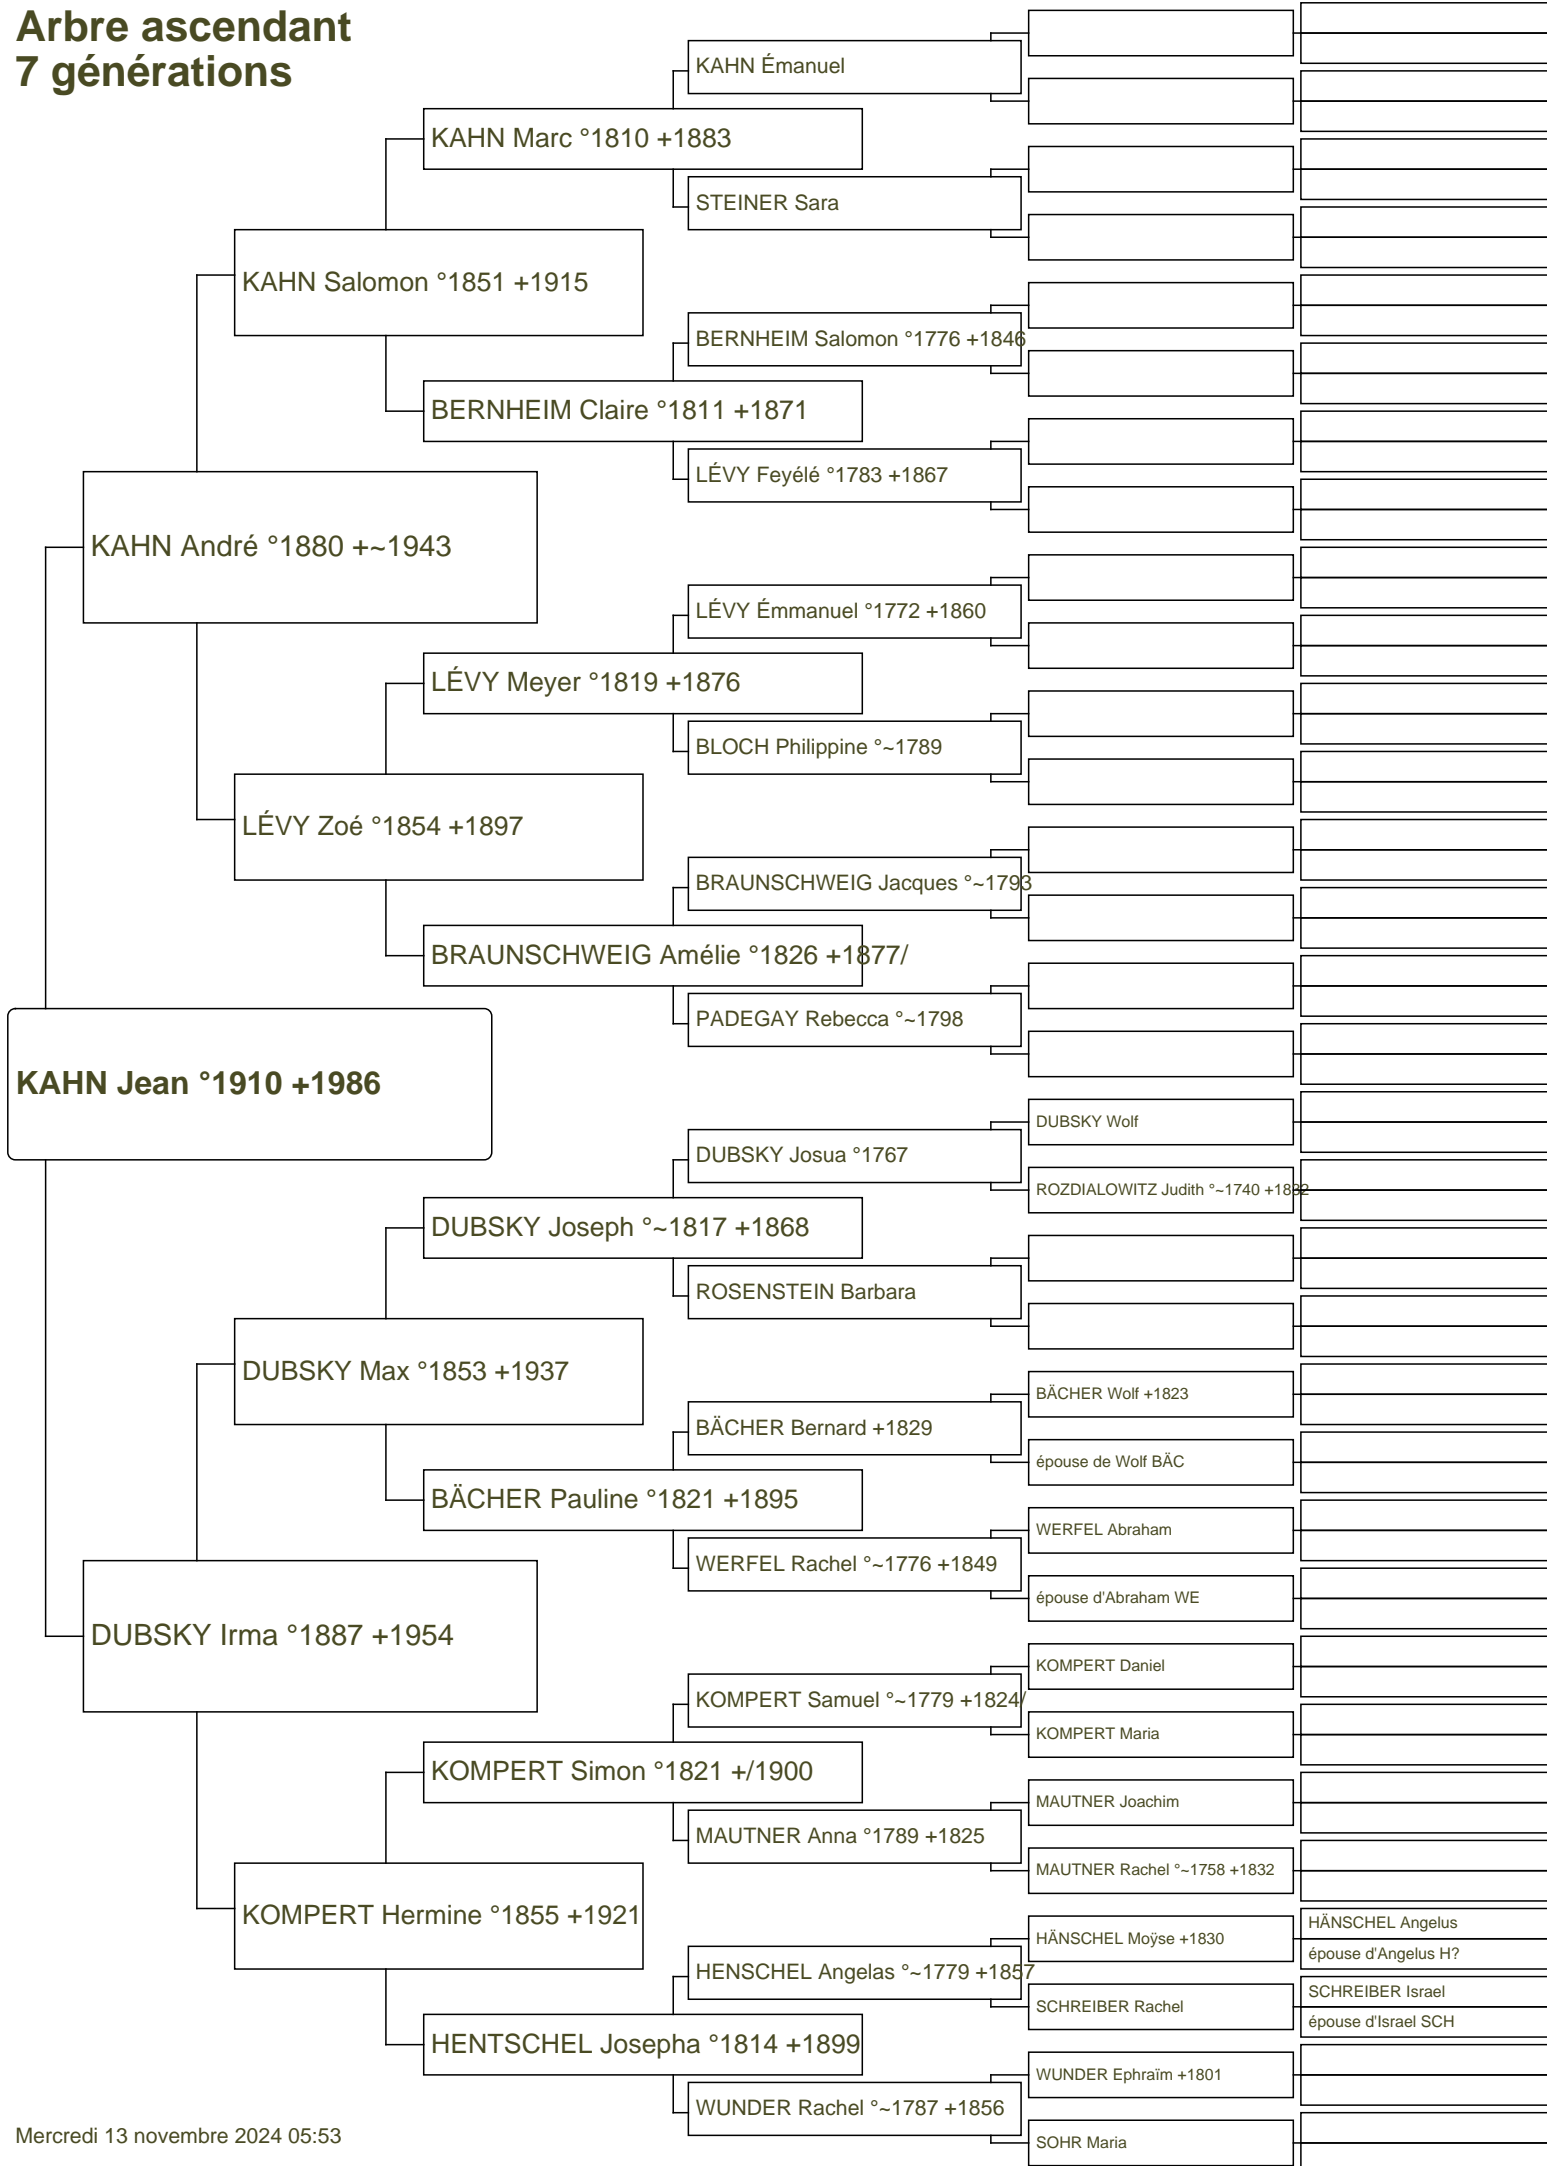 Arbre ascendant
7 générations
KAHN Émanuel
KAHN Marc °1810 +1883
STEINER Sara
KAHN Salomon °1851 +1915
BERNHEIM Salomon °1776 +1846
BERNHEIM Claire °1811 +1871
LÉVY Feyélé °1783 +1867
KAHN André °1880 +~1943
LÉVY Émmanuel °1772 +1860
LÉVY Meyer °1819 +1876
BLOCH Philippine °~1789
LÉVY Zoé °1854 +1897
BRAUNSCHWEIG Jacques °~1793
BRAUNSCHWEIG Amélie °1826 +1877/
PADEGAY Rebecca °~1798
KAHN Jean °1910 +1986
DUBSKY Wolf
DUBSKY Josua °1767
ROZDIALOWITZ Judith °~1740 +1832
DUBSKY Joseph °~1817 +1868
ROSENSTEIN Barbara
DUBSKY Max °1853 +1937
BÄCHER Wolf +1823
BÄCHER Bernard +1829
épouse de Wolf BÄC
BÄCHER Pauline °1821 +1895
WERFEL Abraham
WERFEL Rachel °~1776 +1849
épouse d'Abraham WE
DUBSKY Irma °1887 +1954
KOMPERT Daniel
KOMPERT Samuel °~1779 +1824/
KOMPERT Maria
KOMPERT Simon °1821 +/1900
MAUTNER Joachim
MAUTNER Anna °1789 +1825
MAUTNER Rachel °~1758 +1832
KOMPERT Hermine °1855 +1921
HÄNSCHEL Angelus
HÄNSCHEL Moÿse +1830
épouse d'Angelus H?
HENSCHEL Angelas °~1779 +1857
SCHREIBER Israel
SCHREIBER Rachel
épouse d'Israel SCH
HENTSCHEL Josepha °1814 +1899
WUNDER Ephraïm +1801
WUNDER Rachel °~1787 +1856
SOHR Maria
Mercredi 13 novembre 2024 05:53